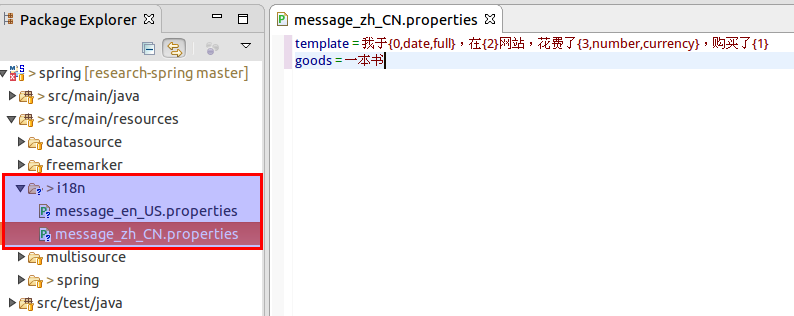 Package Explorer
> spring [research-spring master]
src/main/java
src/main/resources
datasource
freemarker
> i18n
message_en_US.properties
message_zh_CN.properties
multisource
> spring
src/test/java
message_zh_CN.properties
template = 我于{0,date,full}，在{2}网站，花费了{3,number,currency}，购买了{1}
goods = 一本书